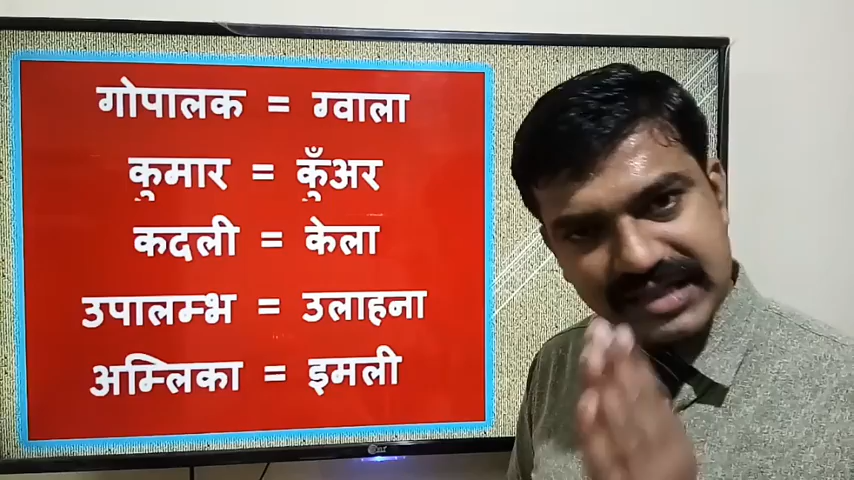 गोपालक = ग्वाला
कुमार = कुँअर
कदली = केला
उपालम्भ = उलाहना
अम्लिका = इमली